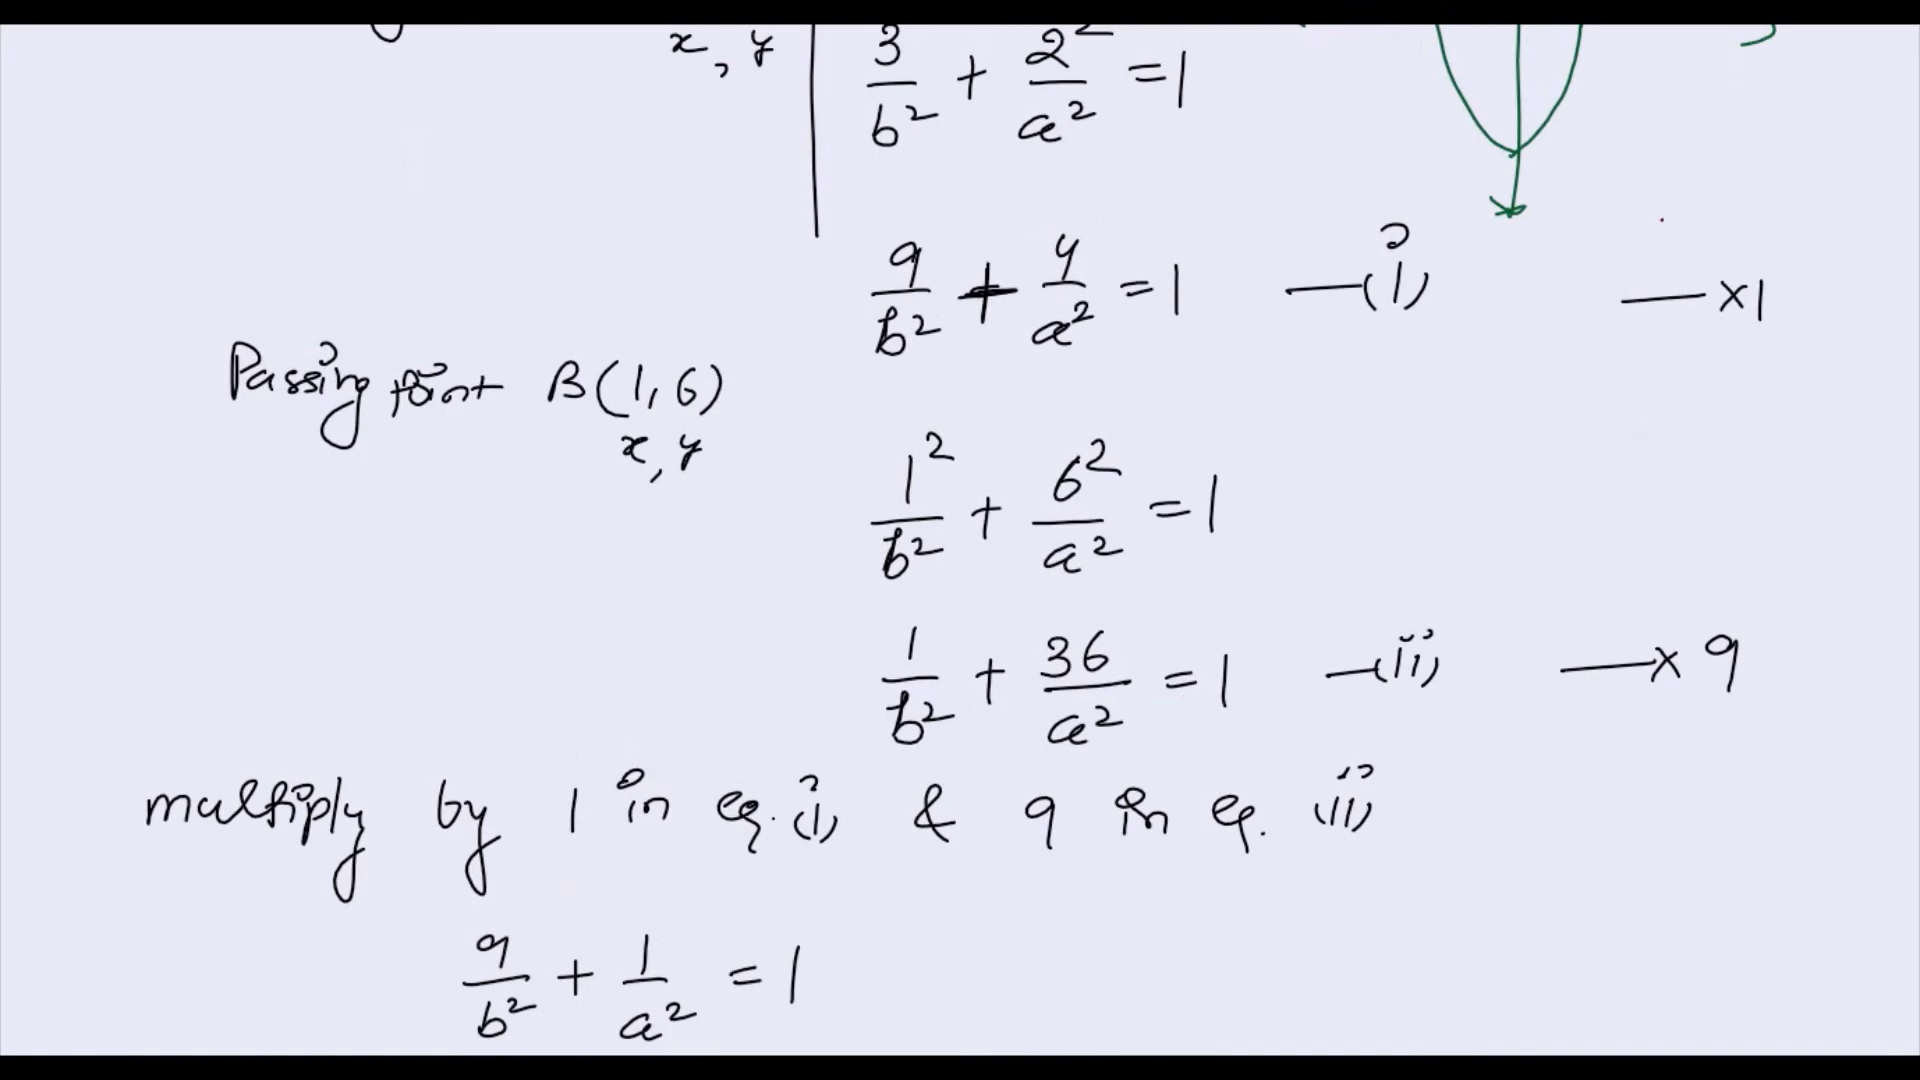 x, y
3/b² + 2²/a² = 1
9/b² + 4/a² = 1 —(i) —×1
Passing point B(1,6)
x, y
1²/b² + 6²/a² = 1
1/b² + 36/a² = 1 —(ii) —× 9
multiply by 1 in eq.(i) & 9 in eq. (ii)
9/b² + 1/a² = 1